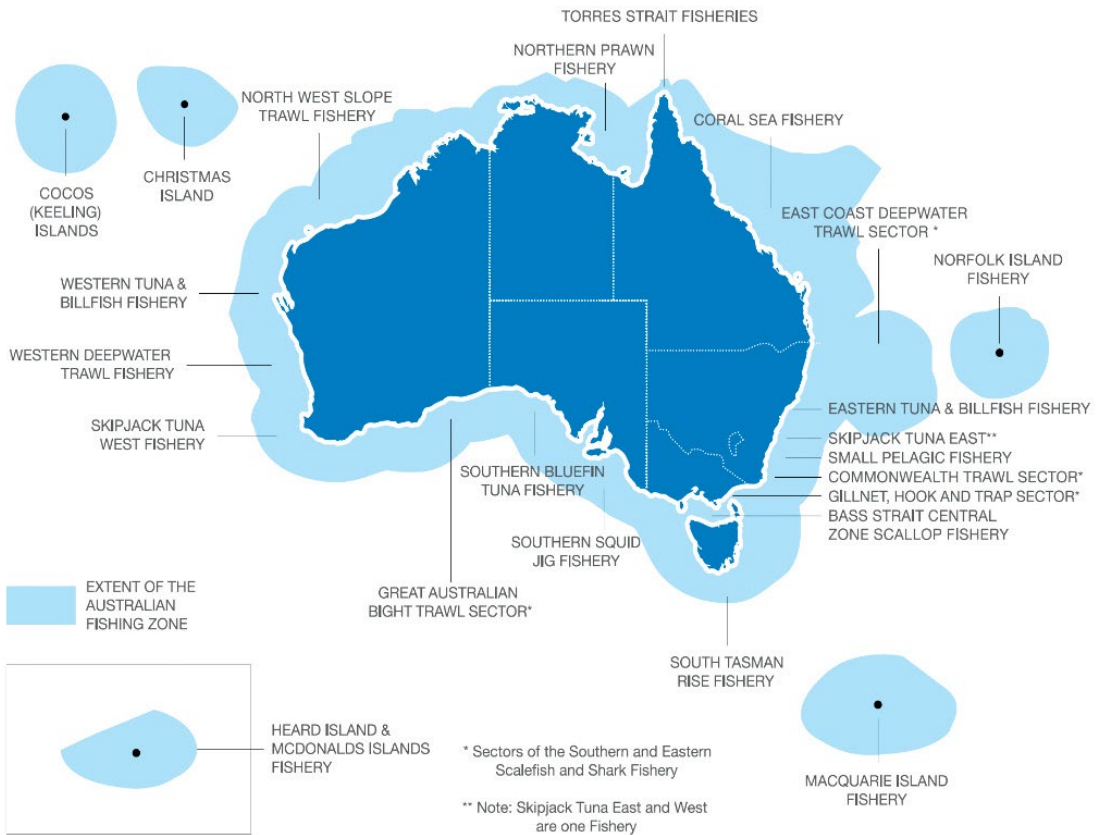 TORRES STRAIT FISHERIES
NORTHERN PRAWN
FISHERY
NORTH WEST SLOPE
TRAWL FISHERY
CORAL SEA FISHERY
COCOS
(KEELING)
ISLANDS
CHRISTMAS
ISLAND
EAST COAST DEEPWATER
TRAWL SECTOR *
NORFOLK ISLAND
FISHERY
WESTERN TUNA &
BILLFISH FISHERY
WESTERN DEEPWATER
TRAWL FISHERY
SKIPJACK TUNA
WEST FISHERY
EASTERN TUNA & BILLFISH FISHERY
SKIPJACK TUNA EAST**
SMALL PELAGIC FISHERY
COMMONWEALTH TRAWL SECTOR*
GILLNET, HOOK AND TRAP SECTOR*
BASS STRAIT CENTRAL
ZONE SCALLOP FISHERY
SOUTHERN BLUEFIN
TUNA FISHERY
SOUTHERN SQUID
JIG FISHERY
GREAT AUSTRALIAN
BIGHT TRAWL SECTOR*
EXTENT OF THE
AUSTRALIAN
FISHING ZONE
SOUTH TASMAN
RISE FISHERY
HEARD ISLAND &
MCDONALDS ISLANDS
FISHERY
* Sectors of the Southern and Eastern
Scalefish and Shark Fishery
** Note: Skipjack Tuna East and West
are one Fishery
MACQUARIE ISLAND
FISHERY